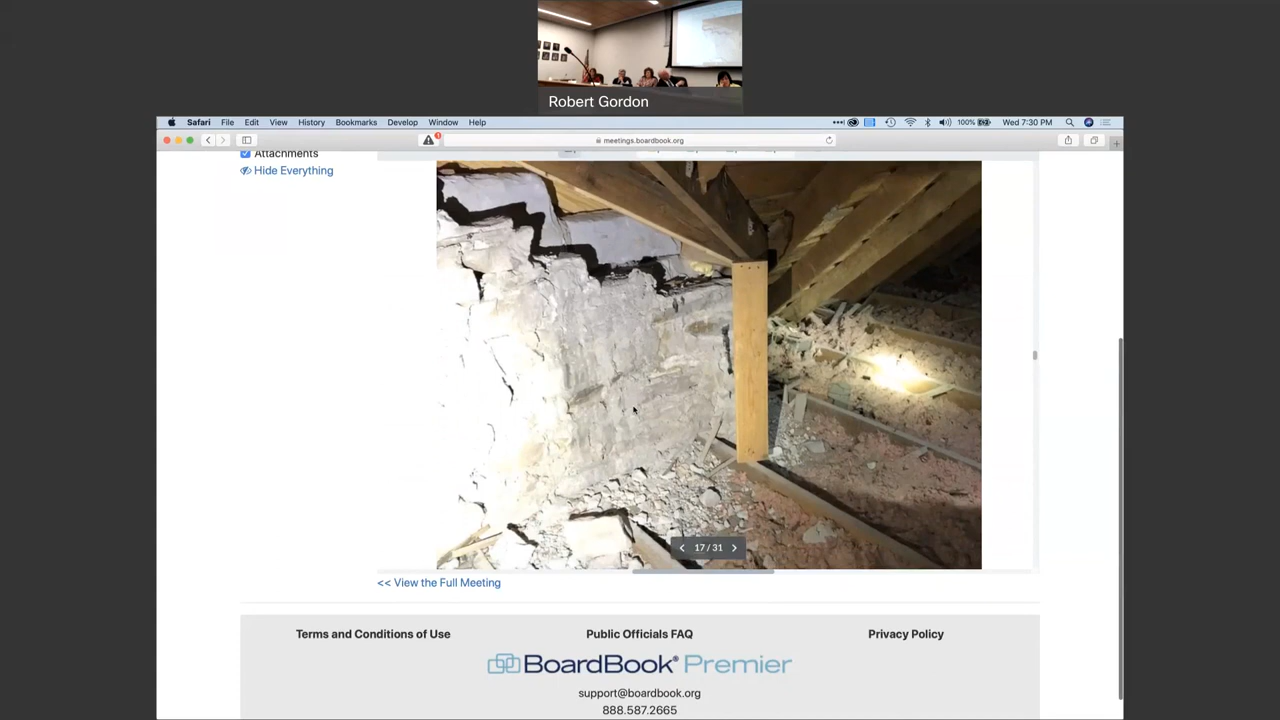 Robert Gordon
Safari File Edit View History Bookmarks Develop Window Help 100% Wed 7:30 PM
1 meetings.boardbook.org
Attachments
Hide Everything
17 / 31
<< View the Full Meeting
Terms and Conditions of Use Public Officials FAQ Privacy Policy
BoardBook® Premier
support@boardbook.org
888.587.2665